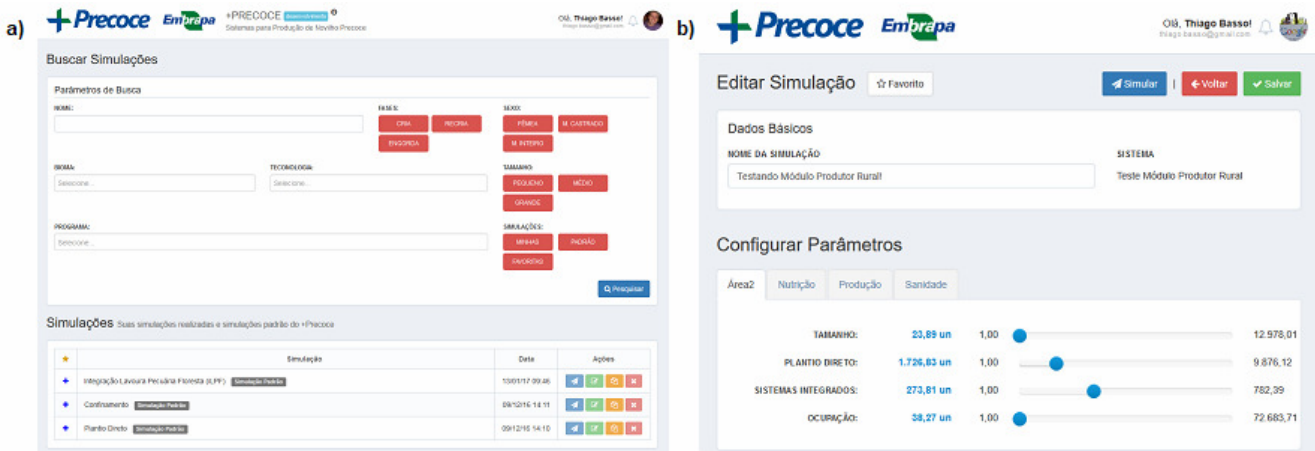 a)
+Precoce Embrapa +PRECOCE
Sistemas para Produção de Novilho Precoce
Olá, Thiago Basso!
Buscar Simulações
Parâmetros de Busca
NOME: FASES: SEXO:
CRIA RECRIA FÊMEA M. CASTRADO
ENGORDA M. INTEIRO
BIOMA: TECONOLOGIA: TAMANHO:
Selecione... Selecione... PEQUENO MÉDIO
GRANDE
PROGRAMA: SIMULAÇÕES:
Selecione... MINHAS PADRÃO
FAVORITAS
Pesquisar
Simulações Suas simulações realizadas e simulações padrão do +Precoce
Simulação Data Ações
Integração Lavoura Pecuária Floresta (ILPF) Simulação Padrão 13/01/17 09:46
Confinamento Simulação Padrão 09/12/16 14:11
Plantio Direto Simulação Padrão 09/12/16 14:10
b)
+Precoce Embrapa
Olá, Thiago Basso!
thiago.basso@gmail.com
Editar Simulação Favorito Simular | Voltar Salvar
Dados Básicos
NOME DA SIMULAÇÃO SISTEMA
Testando Módulo Produtor Rural! Teste Módulo Produtor Rural
Configurar Parâmetros
Área2 Nutrição Produção Sanidade
TAMANHO: 23,89 un 1,00 12.978,01
PLANTIO DIRETO: 1.726,83 un 1,00 9.876,12
SISTEMAS INTEGRADOS: 273,81 un 1,00 782,39
OCUPAÇÃO: 38,27 un 1,00 72.683,71